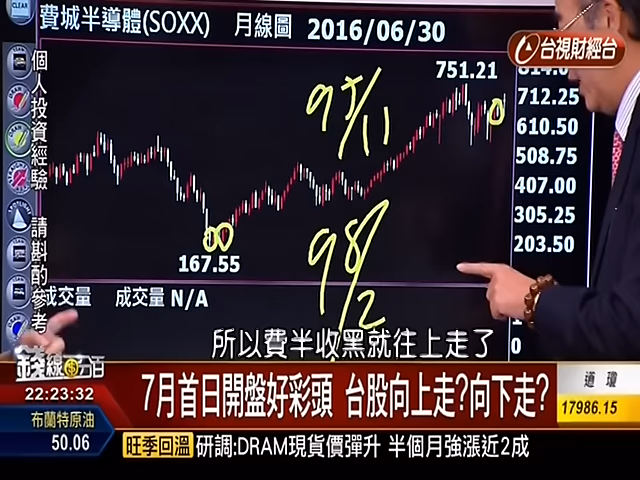 費城半導體(SOXX) 月線圖 2016/06/30
台視財經台
個人投資經驗 請斟酌參考
CLEAR
751.21
814.0
712.25
610.50
508.75
407.00
305.25
203.50
167.55
95/11
98/2
成交量 成交量 N/A
1
0
所以費半收黑就往上走了
錢線百分百
22:23:32
7月首日開盤好彩頭 台股向上走?向下走?
道瓊
17986.15
布蘭特原油
50.06
旺季回溫 研調:DRAM現貨價彈升 半個月強漲近2成